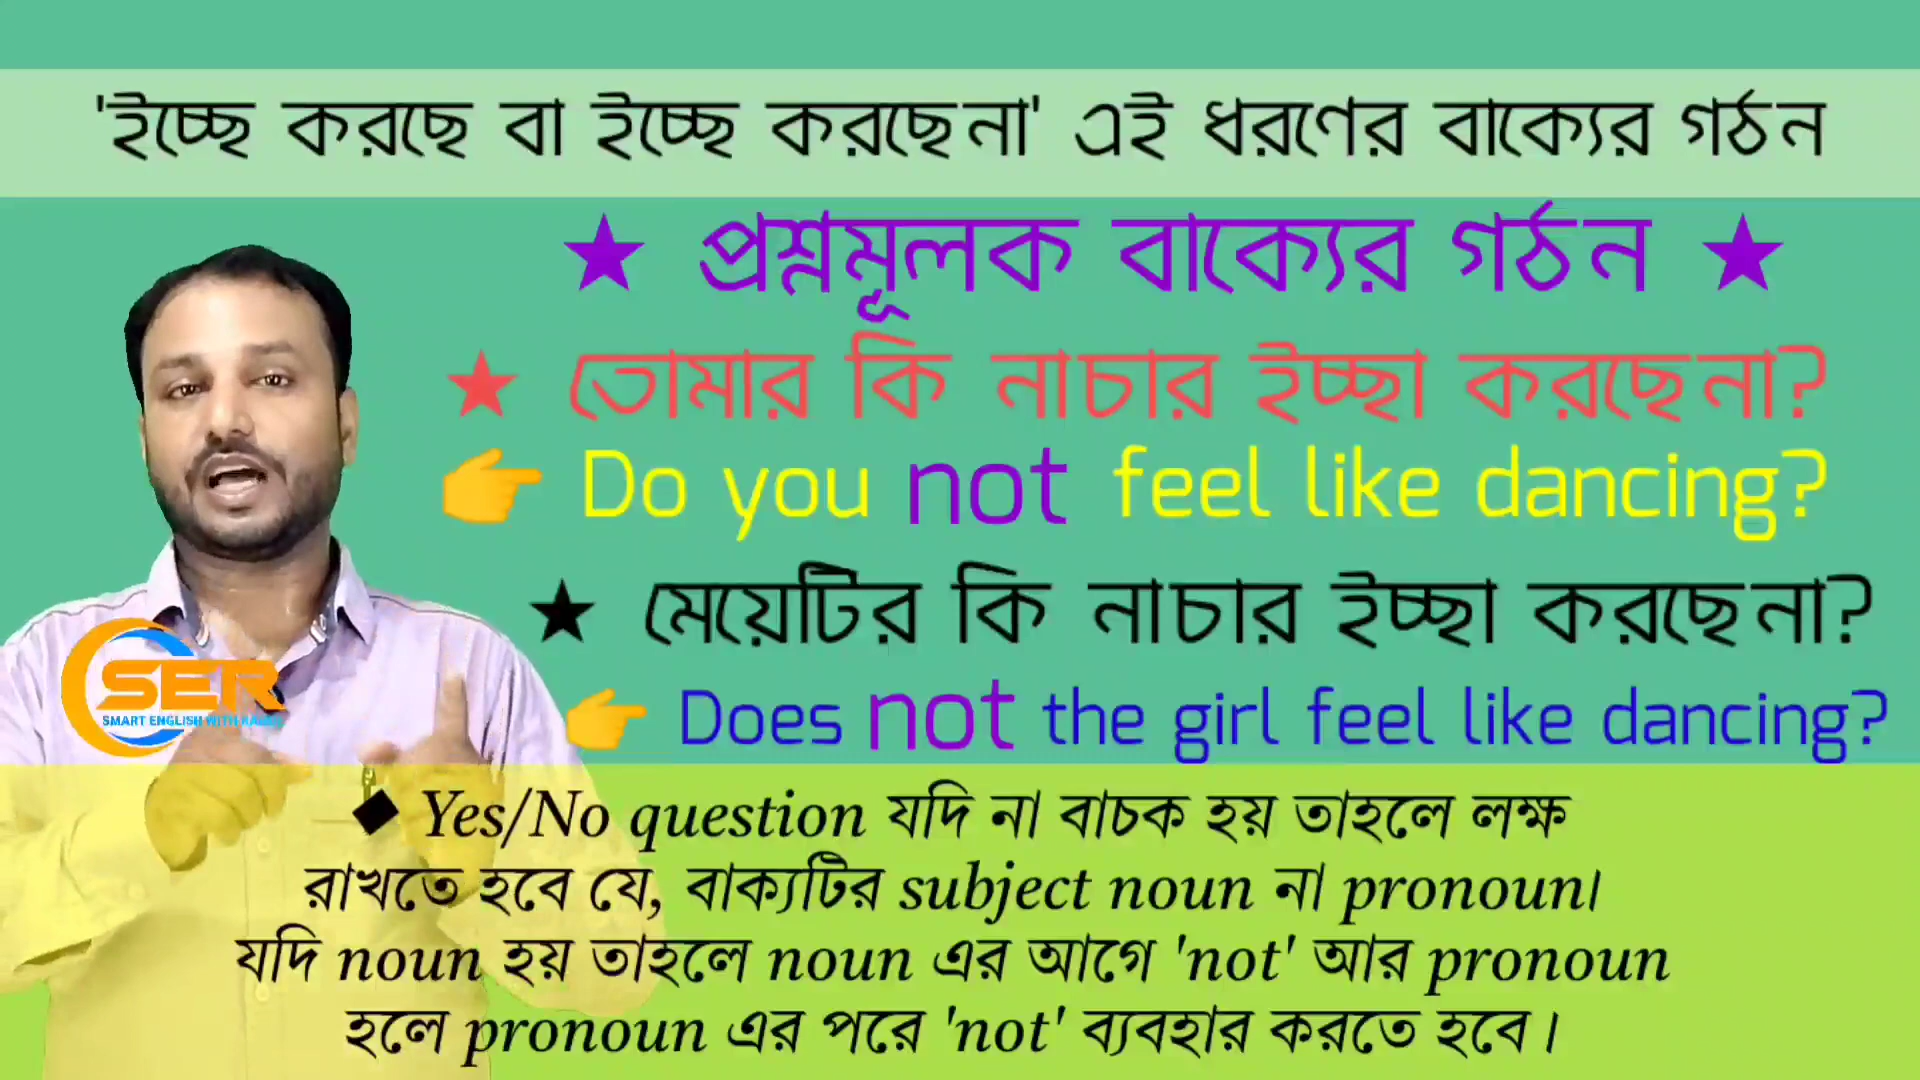 'ইচ্ছে করছে বা ইচ্ছে করছেনা' এই ধরণের বাক্যের গঠন
★ প্রশ্নমূলক বাক্যের গঠন ★
★ তোমার কি নাচার ইচ্ছা করছেনা?
👉 Do you not feel like dancing?
★ মেয়েটির কি নাচার ইচ্ছা করছেনা?
👉 Does not the girl feel like dancing?
SER
SMART ENGLISH WITH
◆ Yes/No question যদি না বাচক হয় তাহলে লক্ষ
রাখতে হবে যে, বাক্যটির subject noun না pronoun।
যদি noun হয় তাহলে noun এর আগে 'not' আর pronoun
হলে pronoun এর পরে 'not' ব্যবহার করতে হবে।